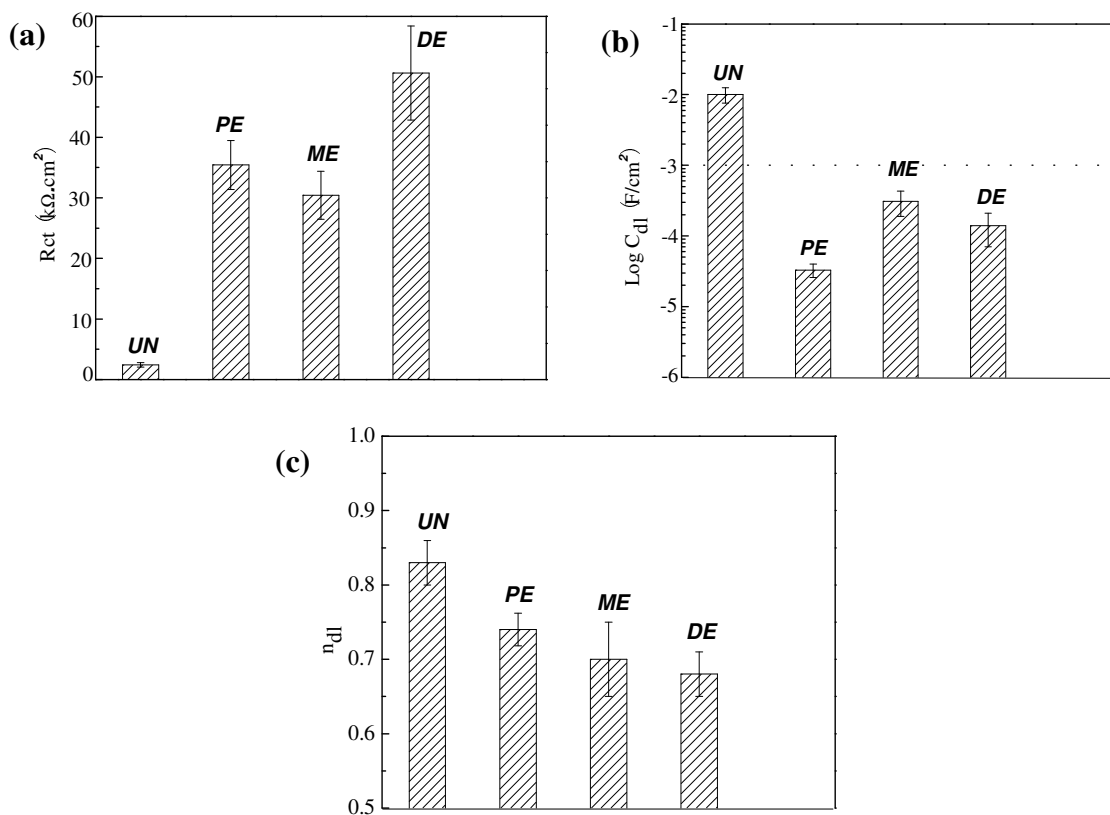 (a)
60
50
40
30
20
10
0
Rct (kΩ.cm²)
UN
PE
ME
DE
(b)
-1
-2
-3
-4
-5
-6
Log C_dl (F/cm²)
UN
PE
ME
DE
(c)
1.0
0.9
0.8
0.7
0.6
0.5
n_dl
UN
PE
ME
DE